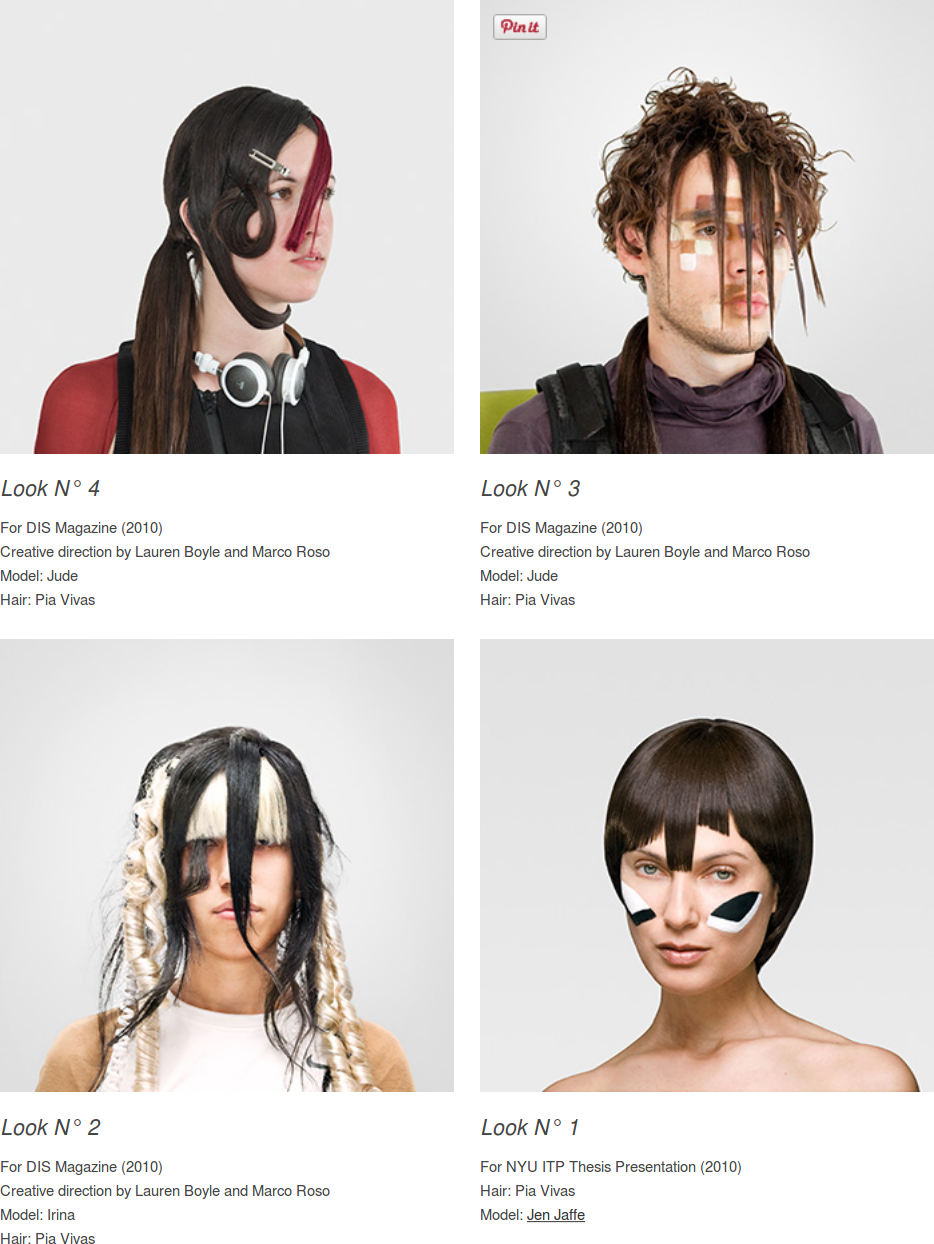 Pin it
Look N° 4
For DIS Magazine (2010)
Creative direction by Lauren Boyle and Marco Roso
Model: Jude
Hair: Pia Vivas
Look N° 3
For DIS Magazine (2010)
Creative direction by Lauren Boyle and Marco Roso
Model: Jude
Hair: Pia Vivas
Look N° 2
For DIS Magazine (2010)
Creative direction by Lauren Boyle and Marco Roso
Model: Irina
Hair: Pia Vivas
Look N° 1
For NYU ITP Thesis Presentation (2010)
Hair: Pia Vivas
Model: Jen Jaffe